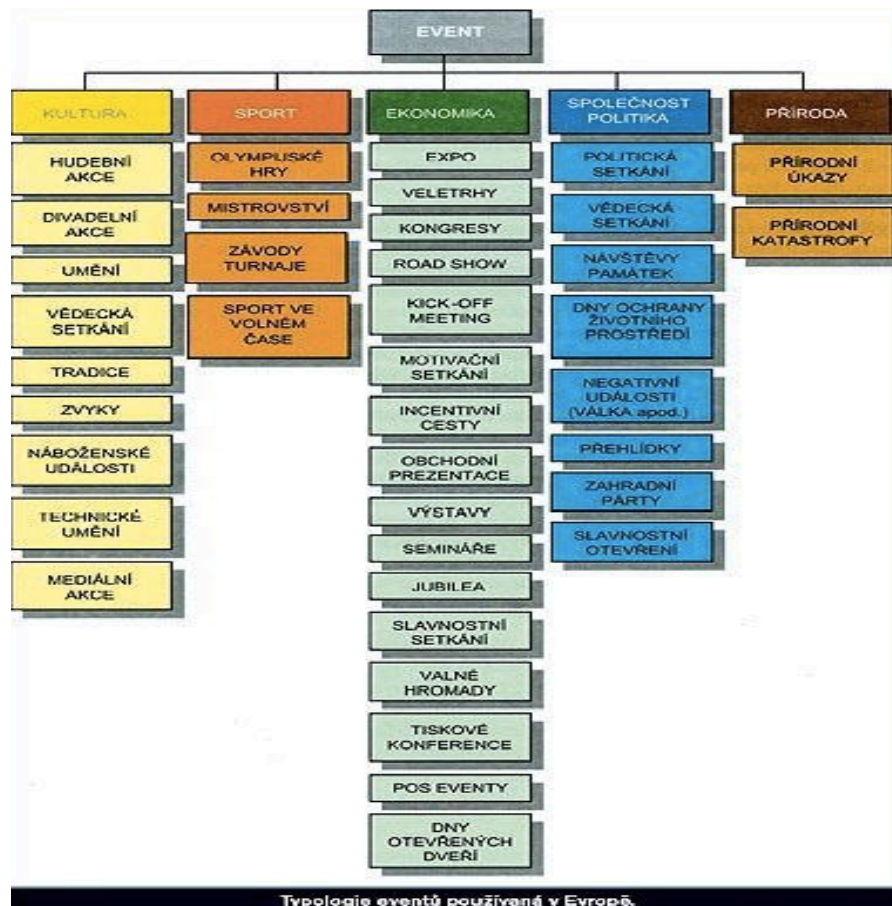 EVENT
KULTURA
HUDEBNÍ
AKCE
DIVADELNÍ
AKCE
UMĚNÍ
VĚDECKÁ
SETKÁNÍ
TRADICE
ZVYKY
NÁBOŽENSKÉ
UDÁLOSTI
TECHNICKÉ
UMĚNÍ
MEDIÁLNÍ
AKCE
SPORT
OLYMPIJSKÉ
HRY
MISTROVSTVÍ
ZÁVODY
TURNAJE
SPORT VE
VOLNÉM
ČASE
EKONOMIKA
EXPO
VELETRHY
KONGRESY
ROAD SHOW
KICK-OFF
MEETING
MOTIVAČNÍ
SETKÁNÍ
INCENTIVNÍ
CESTY
OBCHODNÍ
PREZENTACE
VÝSTAVY
SEMINÁŘE
JUBILEA
SLAVNOSTNÍ
SETKÁNÍ
VALNÉ
HROMADY
TISKOVÉ
KONFERENCE
POS EVENTY
DNY
OTEVŘENÝCH
DVEŘÍ
SPOLEČNOST
POLITIKA
POLITICKÁ
SETKÁNÍ
VĚDECKÁ
SETKÁNÍ
NÁVŠTĚVY
PAMÁTEK
DNY OCHRANY
ŽIVOTNÍHO
PROSTŘEDÍ
NEGATIVNÍ
UDÁLOSTI
(VÁLKA apod.)
PŘEHLÍDKY
ZAHRADNÍ
PÁRTY
SLAVNOSTNÍ
OTEVŘENÍ
PŘÍRODA
PŘÍRODNÍ
ÚKAZY
PŘÍRODNÍ
KATASTROFY
Typologie eventů používaná v Evropě.